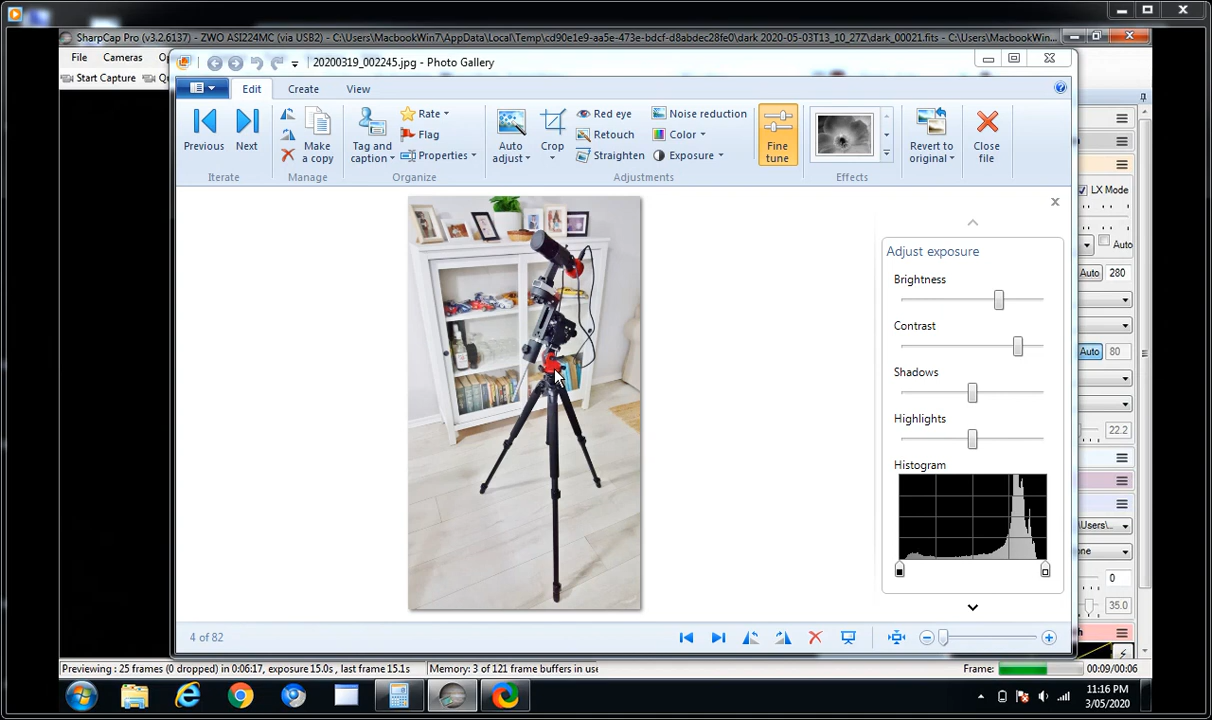 SharpCap Pro (v3.2.6137) - ZWO ASI224MC (via USB2) - C:\Users\MacbookWin7\AppData\Local\Temp\cd90e1e9-aa5e-473e-bdcf-d8abdec28fe0\dark 2020-05-03T13_10_27Z\dark_00021.fits - C:\Users\MacbookWin...
File Cameras
Start Capture
20200319_002245.jpg - Photo Gallery
Edit Create View
Previous
Next
Iterate
Make
a copy
Manage
Tag and
caption
Rate
Flag
Properties
Organize
Auto
adjust
Crop
Red eye
Retouch
Straighten
Noise reduction
Color
Exposure
Adjustments
Fine
tune
Effects
Revert to
original
Close
file
Adjust exposure
Brightness
Contrast
Shadows
Highlights
Histogram
LX Mode
Auto
Auto 280
Auto 80
22.2
\Users\...
0
35.0
4 of 82
Previewing : 25 frames (0 dropped) in 0:06:17, exposure 15.0s , last frame 15.1s
Memory: 3 of 121 frame buffers in use
Frame: 00:09/00:06
11:16 PM
3/05/2020